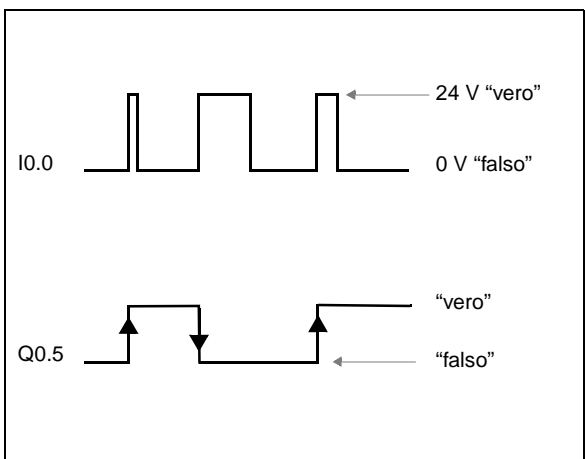 24 V “vero”
I0.0
0 V “falso”
“vero”
Q0.5
“falso”